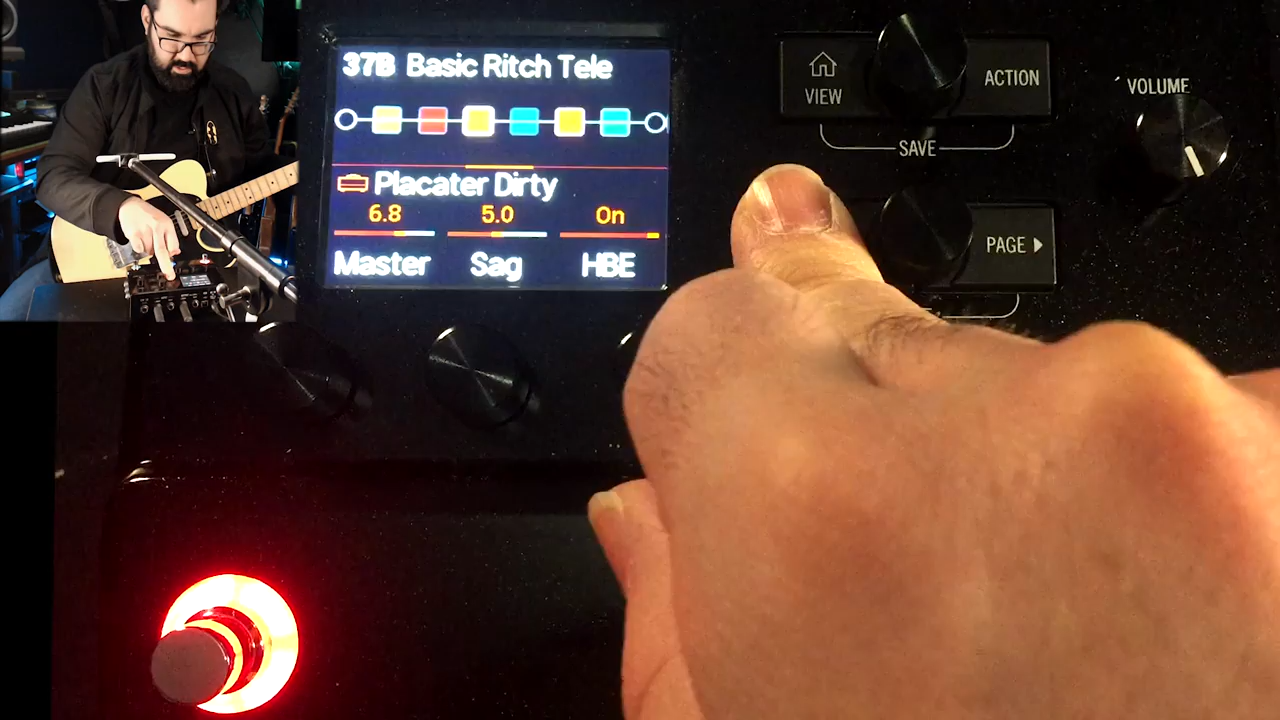 37B Basic Ritch Tele
Placater Dirty
6.8 5.0 On
Master Sag HBE
VIEW
ACTION
SAVE
PAGE
VOLUME